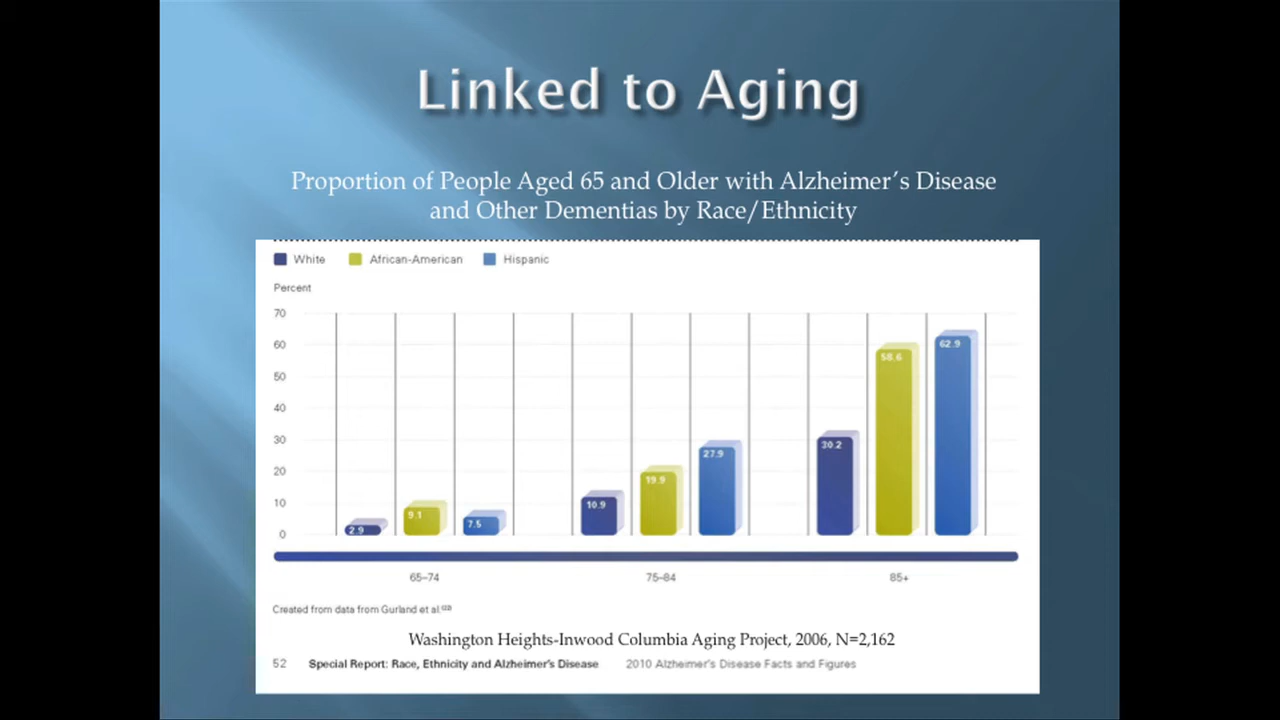 Linked to Aging
Proportion of People Aged 65 and Older with Alzheimer's Disease
and Other Dementias by Race/Ethnicity
White African-American Hispanic
Percent
70
60
50
40
30
20
10
0
2.9 9.1 7.5 10.9 19.9 27.9 30.2 58.6 62.9
65–74 75–84 85+
Created from data from Gurland et al.
Washington Heights-Inwood Columbia Aging Project, 2006, N=2,162
52 Special Report: Race, Ethnicity and Alzheimer's Disease 2010 Alzheimer's Disease Facts and Figures